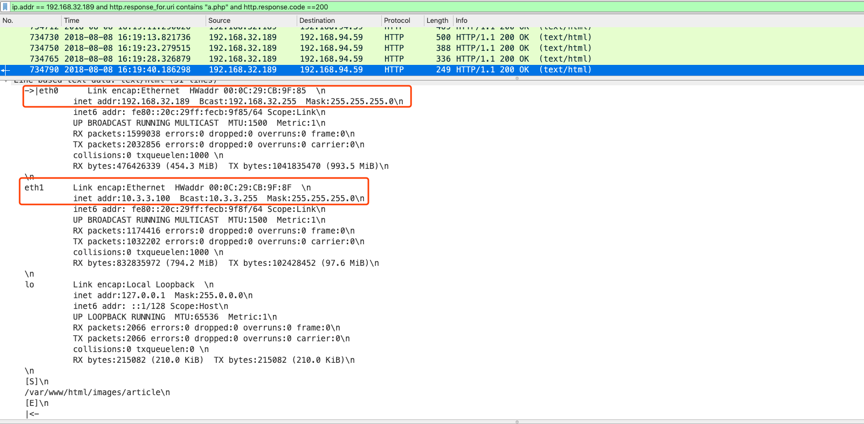 ip.addr == 192.168.32.189 and http.response_for.uri contains "a.php" and http.response.code ==200
No. Time Source Destination Protocol Length Info
734730 2018-08-08 16:19:13.821736 192.168.32.189 192.168.94.59 HTTP 500 HTTP/1.1 200 OK (text/html)
734750 2018-08-08 16:19:23.279515 192.168.32.189 192.168.94.59 HTTP 388 HTTP/1.1 200 OK (text/html)
734765 2018-08-08 16:19:28.326879 192.168.32.189 192.168.94.59 HTTP 336 HTTP/1.1 200 OK (text/html)
734790 2018-08-08 16:19:40.186298 192.168.32.189 192.168.94.59 HTTP 249 HTTP/1.1 200 OK (text/html)
->|eth0 Link encap:Ethernet HWaddr 00:0C:29:CB:9F:85 \n
inet addr:192.168.32.189 Bcast:192.168.32.255 Mask:255.255.255.0\n
inet6 addr: fe80::20c:29ff:fecb:9f85/64 Scope:Link\n
UP BROADCAST RUNNING MULTICAST MTU:1500 Metric:1\n
RX packets:1599038 errors:0 dropped:0 overruns:0 frame:0\n
TX packets:2032856 errors:0 dropped:0 overruns:0 carrier:0\n
collisions:0 txqueuelen:1000 \n
RX bytes:476426339 (454.3 MiB) TX bytes:1041835470 (993.5 MiB)\n
\n
eth1 Link encap:Ethernet HWaddr 00:0C:29:CB:9F:8F \n
inet addr:10.3.3.100 Bcast:10.3.3.255 Mask:255.255.255.0\n
inet6 addr: fe80::20c:29ff:fecb:9f8f/64 Scope:Link\n
UP BROADCAST RUNNING MULTICAST MTU:1500 Metric:1\n
RX packets:1174416 errors:0 dropped:0 overruns:0 frame:0\n
TX packets:1032202 errors:0 dropped:0 overruns:0 carrier:0\n
collisions:0 txqueuelen:1000 \n
RX bytes:832835972 (794.2 MiB) TX bytes:102428452 (97.6 MiB)\n
\n
lo Link encap:Local Loopback \n
inet addr:127.0.0.1 Mask:255.0.0.0\n
inet6 addr: ::1/128 Scope:Host\n
UP LOOPBACK RUNNING MTU:65536 Metric:1\n
RX packets:2066 errors:0 dropped:0 overruns:0 frame:0\n
TX packets:2066 errors:0 dropped:0 overruns:0 carrier:0\n
collisions:0 txqueuelen:0 \n
RX bytes:215082 (210.0 KiB) TX bytes:215082 (210.0 KiB)\n
\n
[S]\n
/var/www/html/images/article\n
[E]\n
|<-